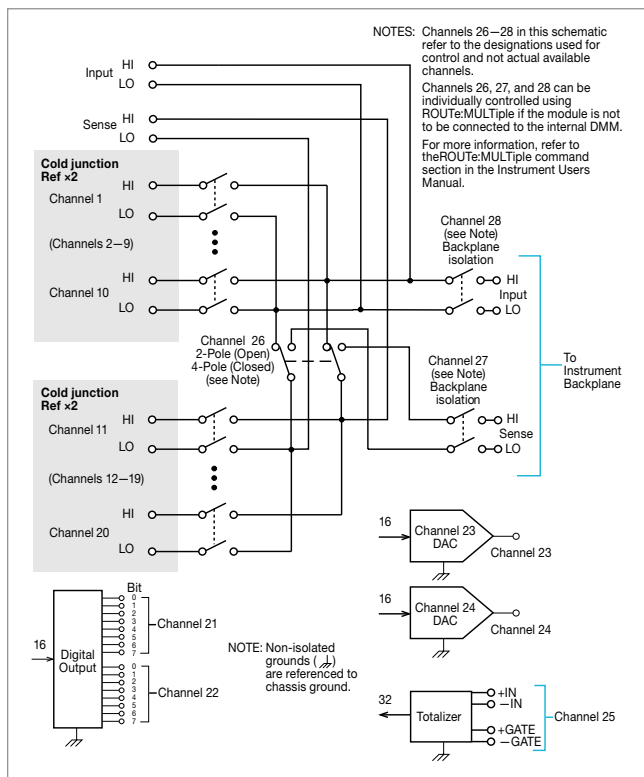 NOTES: Channels 26–28 in this schematic
refer to the designations used for
control and not actual available
channels.
Channels 26, 27, and 28 can be
individually controlled using
ROUTe:MULTiple if the module is not
to be connected to the internal DMM.
For more information, refer to
theROUTe:MULTiple command
section in the Instrument Users
Manual.
Input HI
LO
Sense HI
LO
Cold junction
Ref ×2
HI
Channel 1
LO
(Channels 2–9)
HI
Channel 10
LO
Channel 28
(see Note)
Backplane
isolation
HI
Input
LO
Channel 26
2-Pole (Open)
4-Pole (Closed)
(see Note)
Channel 27
(see Note)
Backplane
isolation
HI
Sense
LO
To
Instrument
Backplane
Cold junction
Ref ×2
HI
Channel 11
LO
(Channels 12–19)
HI
Channel 20
LO
16
Channel 23
DAC
Channel 23
16
Channel 24
DAC
Channel 24
Bit
0
1
2
3
4
5
6
7
Channel 21
16
Digital
Output
0
1
2
3
4
5
6
7
Channel 22
NOTE: Non-isolated
grounds ( )
are referenced to
chassis ground.
32
Totalizer
+IN
–IN
+GATE
–GATE
Channel 25